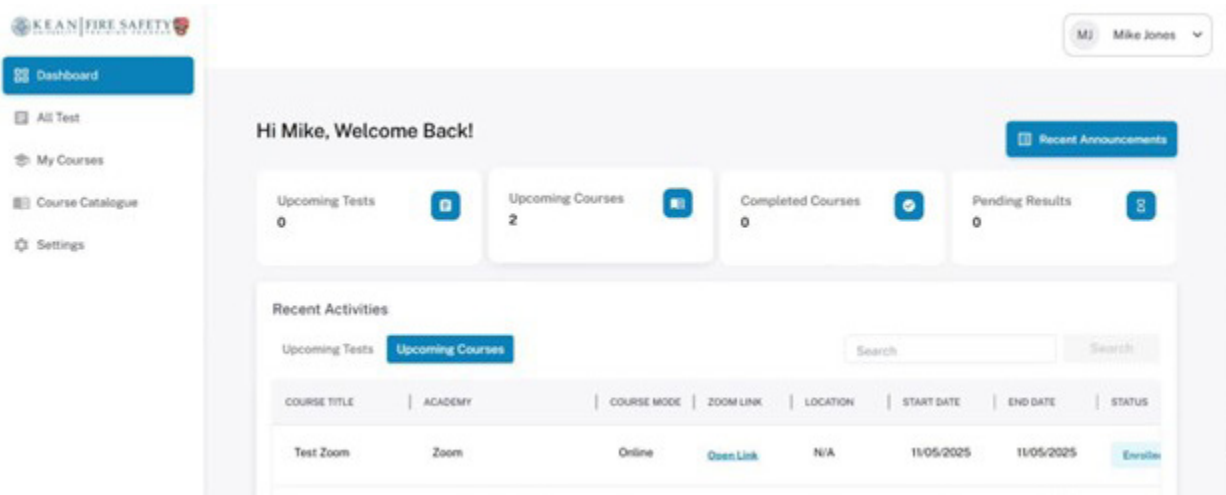 KEAN FIRE SAFETY
MJ Mike Jones
Dashboard
All Test
My Courses
Course Catalogue
Settings
Hi Mike, Welcome Back!
Recent Announcements
Upcoming Tests
0
Upcoming Courses
2
Completed Courses
0
Pending Results
0
Recent Activities
Upcoming Tests Upcoming Courses Search Search
COURSE TITLE ACADEMY COURSE MODE ZOOM LINK LOCATION START DATE END DATE STATUS
Test Zoom Zoom Online Open Link N/A 11/05/2025 11/05/2025